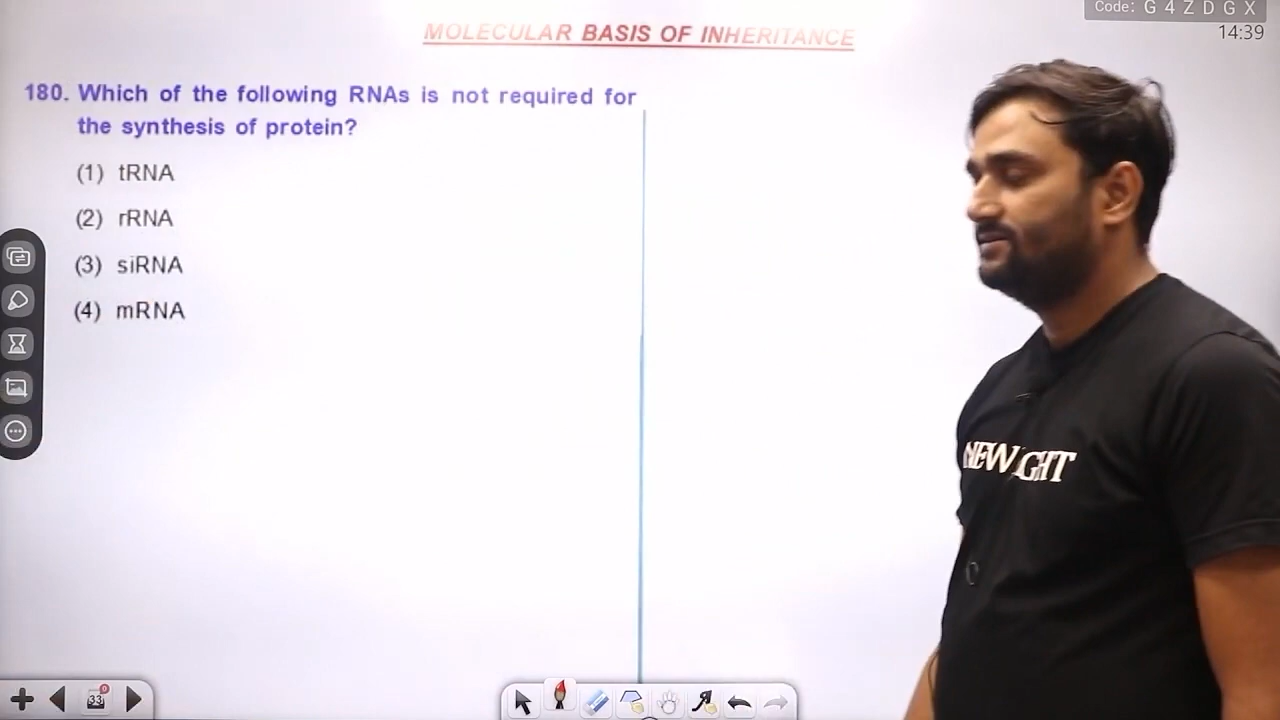 Code: G 4 Z D G X
14:39
MOLECULAR BASIS OF INHERITANCE
180. Which of the following RNAs is not required for
the synthesis of protein?
(1) tRNA
(2) rRNA
(3) siRNA
(4) mRNA
33